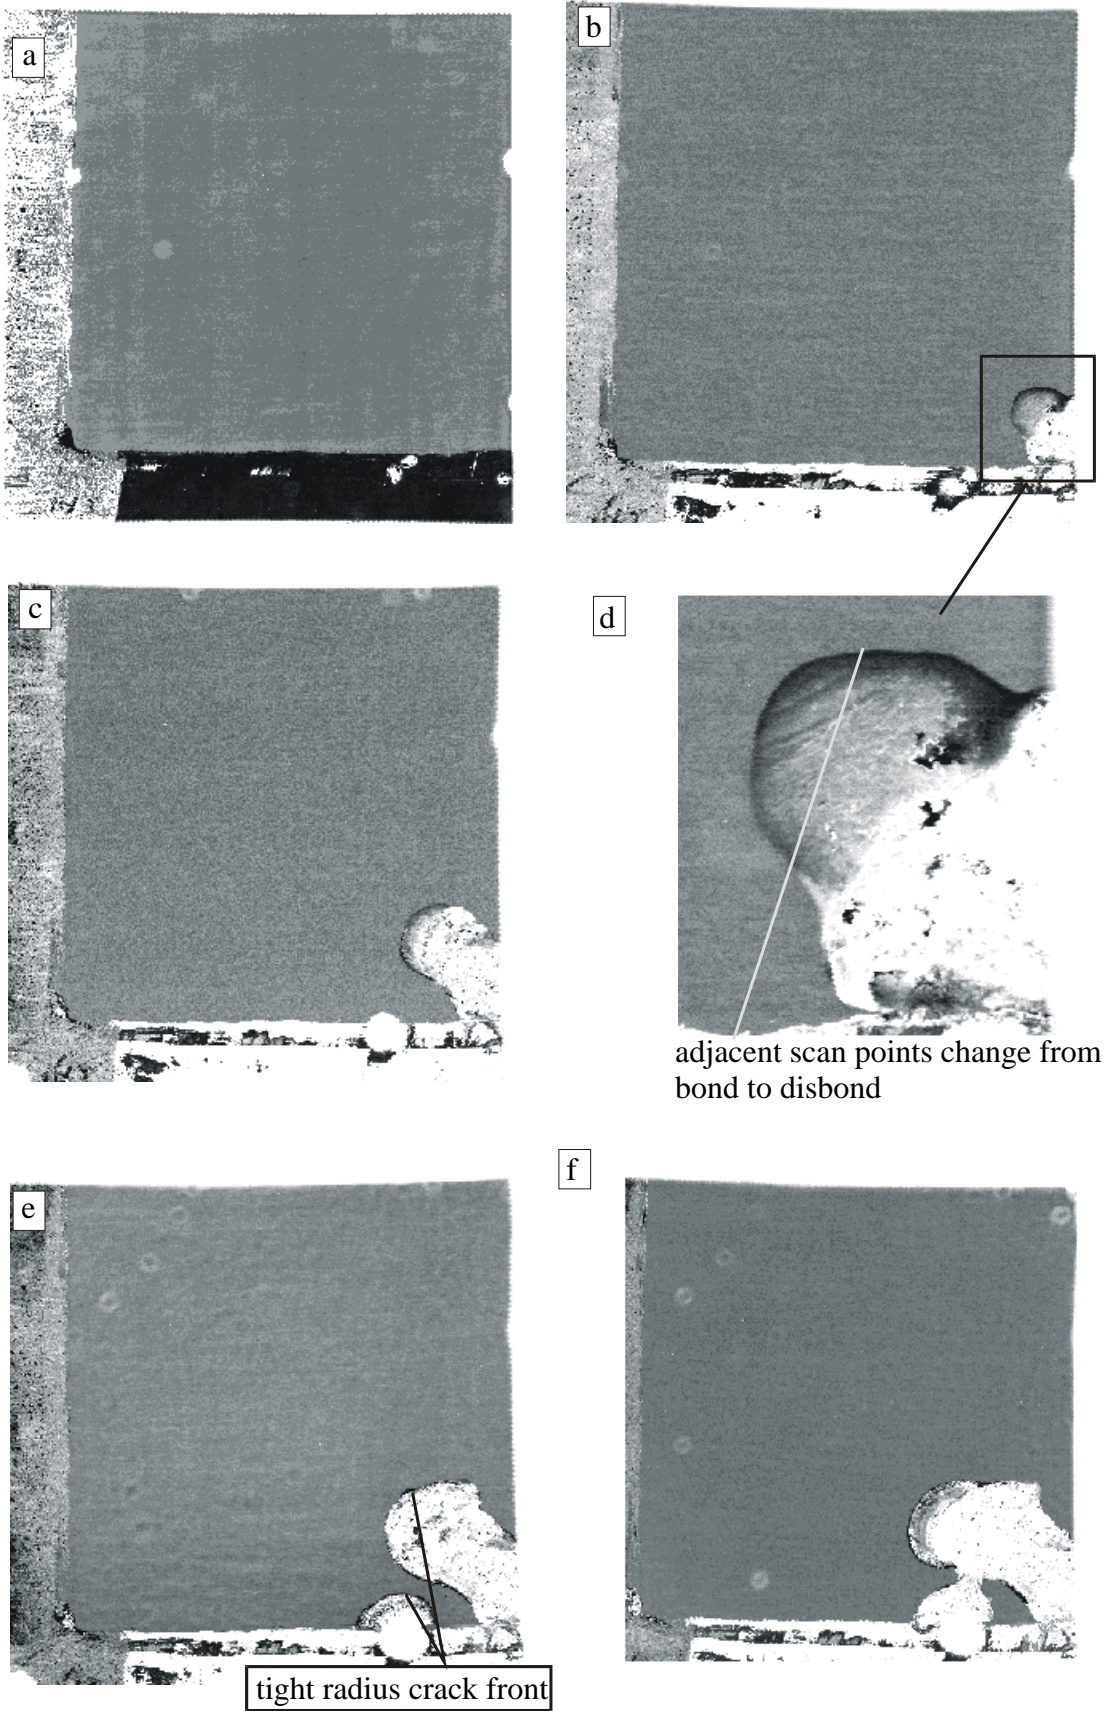 a
b
c
d
adjacent scan points change from
bond to disbond
e
f
tight radius crack front